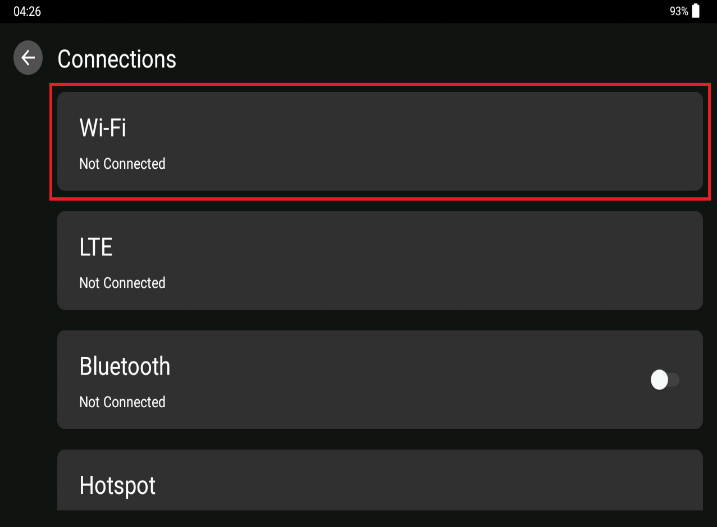 04:26
93%
Connections
Wi-Fi
Not Connected
LTE
Not Connected
Bluetooth
Not Connected
Hotspot